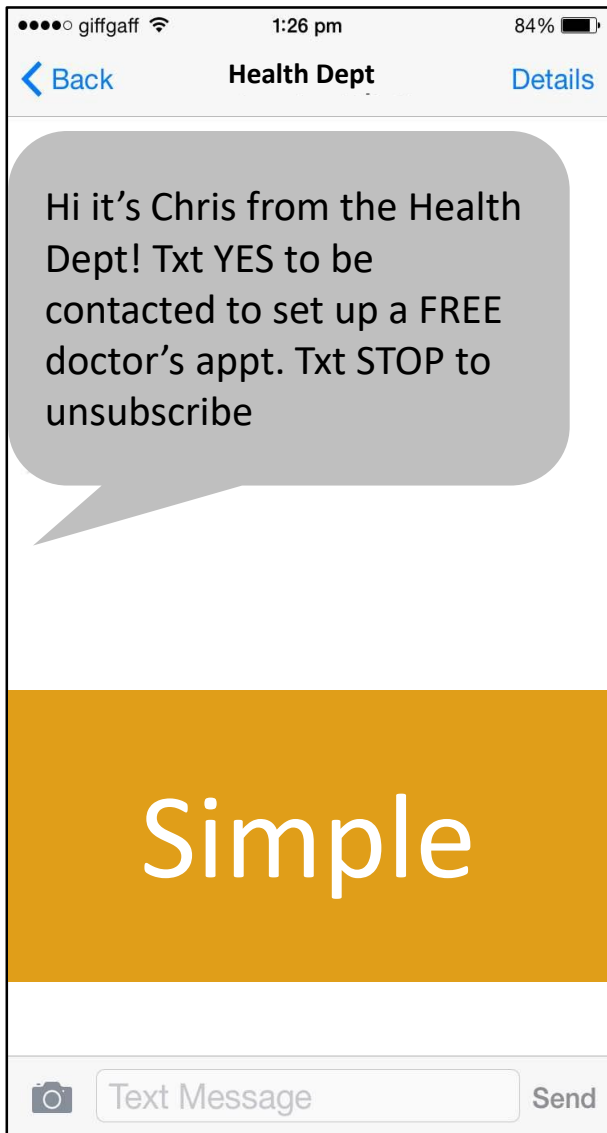 giffgaff 1:26 pm 84%
Back Health Dept Details
Hi it’s Chris from the Health
Dept! Txt YES to be
contacted to set up a FREE
doctor’s appt. Txt STOP to
unsubscribe
Simple
Text Message Send